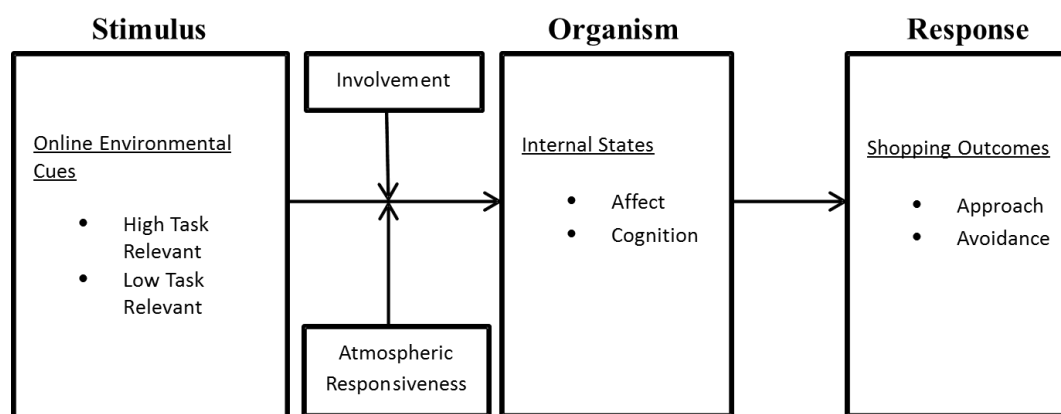 Stimulus
Organism
Response
Involvement
Online Environmental
Cues
• High Task
Relevant
• Low Task
Relevant
Internal States
• Affect
• Cognition
Shopping Outcomes
• Approach
• Avoidance
Atmospheric
Responsiveness